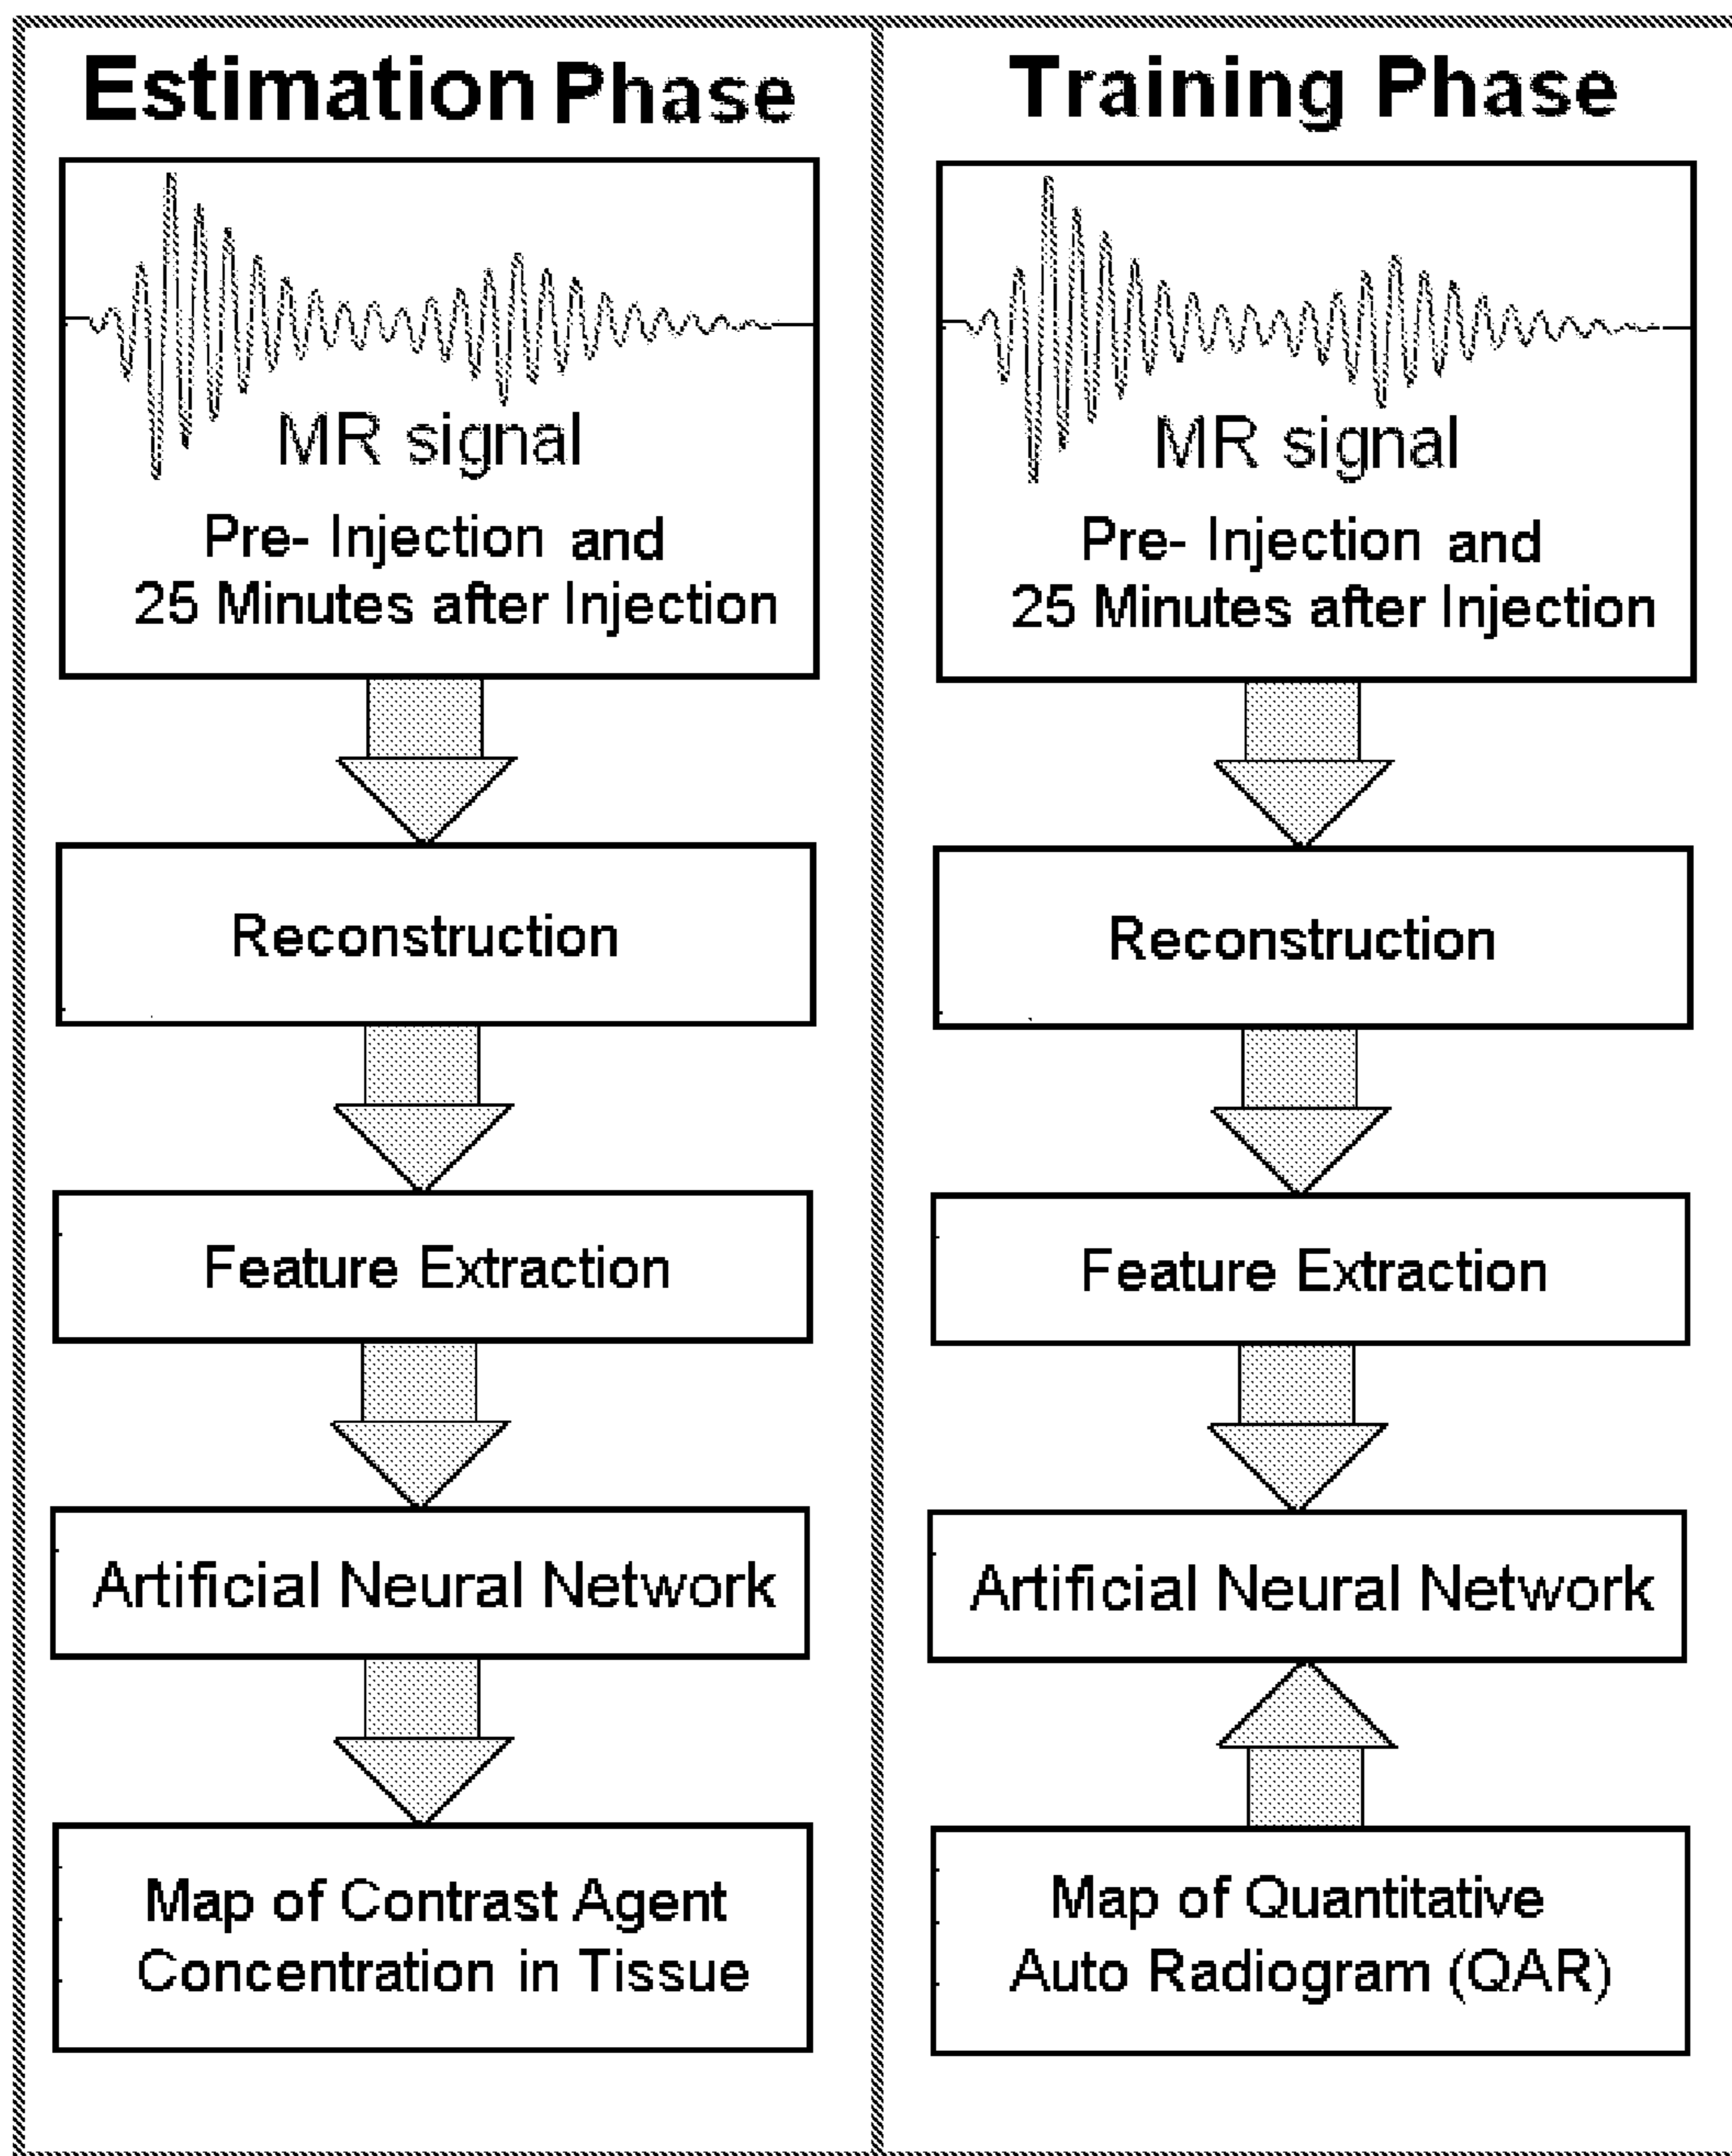 Estimation Phase
MR signal
Pre- Injection and
25 Minutes after Injection
Reconstruction
Feature Extraction
Artificial Neural Network
Map of Contrast Agent
Concentration in Tissue
Training Phase
MR signal
Pre- Injection and
25 Minutes after Injection
Reconstruction
Feature Extraction
Artificial Neural Network
Map of Quantitative
Auto Radiogram (QAR)